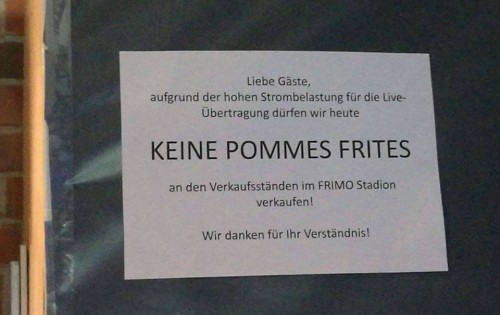 Liebe Gäste,
aufgrund der hohen Strombelastung für die Live-
Übertragung dürfen wir heute
KEINE POMMES FRITES
an den Verkaufsständen im FRIMO Stadion
verkaufen!
Wir danken für Ihr Verständnis!